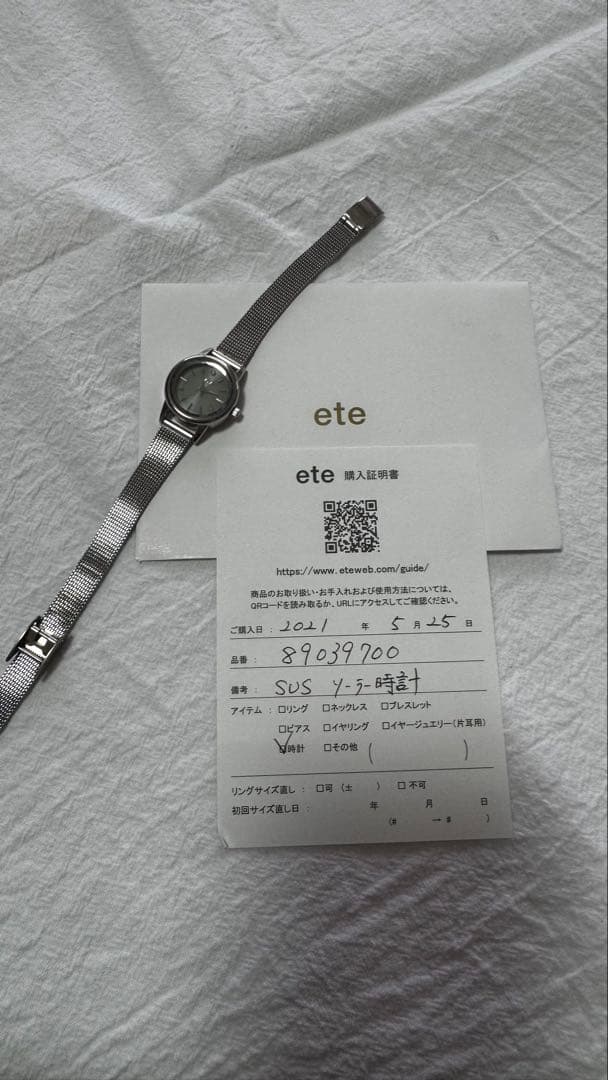 ete
ete 購入証明書
https://www.eteweb.com/guide/
商品のお取り扱い・お手入れおよび使用方法については、
QRコードを読み取るか、URLにアクセスしてご確認ください。
ご購入日： 2021 年 5 月 25 日
品番： 89039700
備考： SUS ソーラー時計
アイテム： □リング □ネックレス □ブレスレット
□ピアス □イヤリング □イヤージュエリー(片耳用)
☑時計 □その他 ( )
リングサイズ直し： □可 (± ) □不可
初回サイズ直し日： 年 月 日
(# → # )